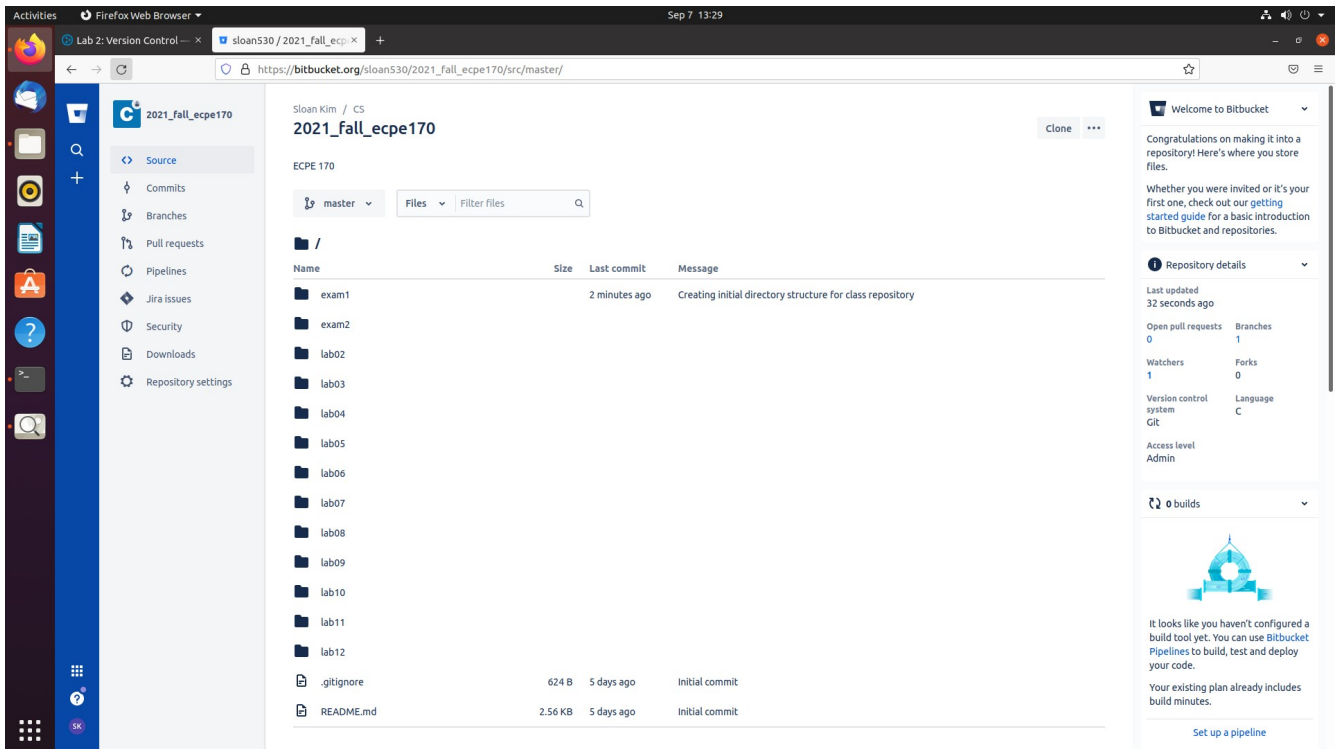 Activities
Firefox Web Browser
Sep 7 13:29
Lab 2: Version Control —
sloan530 / 2021_fall_ecp
https://bitbucket.org/sloan530/2021_fall_ecpe170/src/master/
C
2021_fall_ecpe170
Source
Commits
Branches
Pull requests
Pipelines
Jira issues
Security
Downloads
Repository settings
SK
Sloan Kim / CS
2021_fall_ecpe170
Clone
ECPE 170
master
Files
Filter files
/
Name Size Last commit Message
exam1 2 minutes ago Creating initial directory structure for class repository
exam2
lab02
lab03
lab04
lab05
lab06
lab07
lab08
lab09
lab10
lab11
lab12
.gitignore 624 B 5 days ago Initial commit
README.md 2.56 KB 5 days ago Initial commit
Welcome to Bitbucket
Congratulations on making it into a
repository! Here's where you store
files.
Whether you were invited or it's your
first one, check out our getting
started guide for a basic introduction
to Bitbucket and repositories.
Repository details
Last updated
32 seconds ago
Open pull requests Branches
0 1
Watchers Forks
1 0
Version control Language
system C
Git
Access level
Admin
0 builds
It looks like you haven't configured a
build tool yet. You can use Bitbucket
Pipelines to build, test and deploy
your code.
Your existing plan already includes
build minutes.
Set up a pipeline